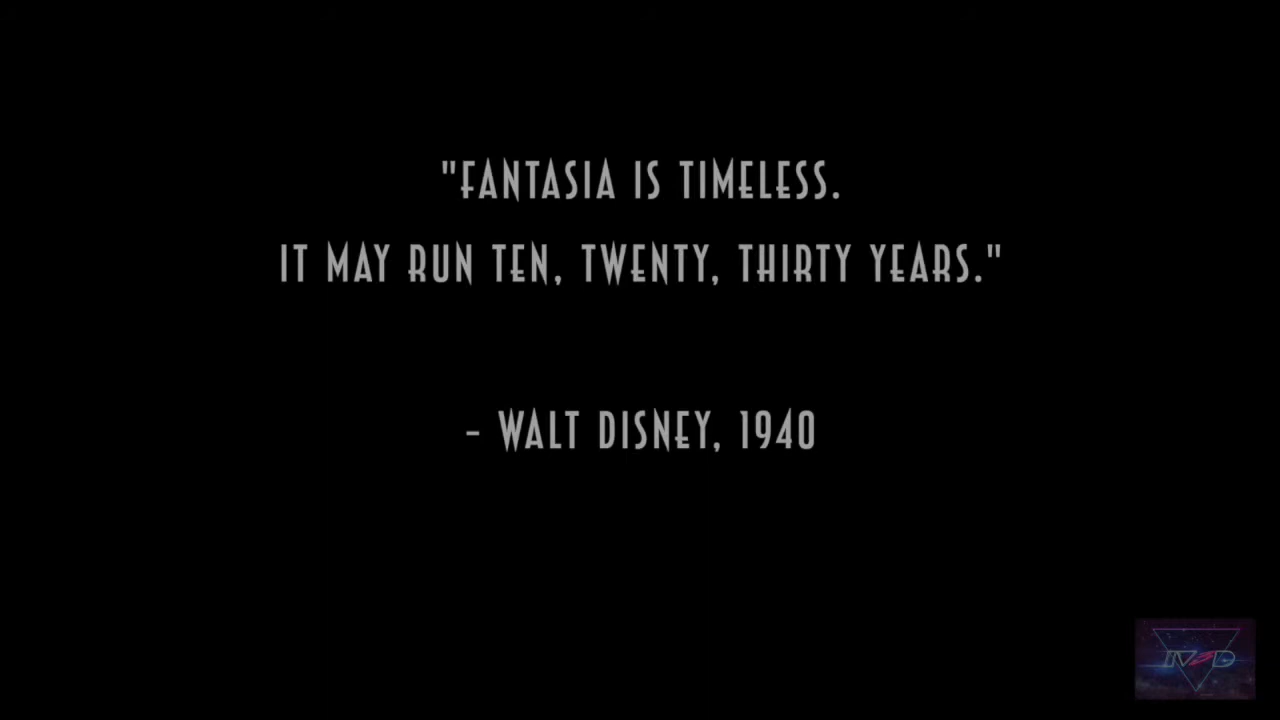 "FANTASIA IS TIMELESS.
IT MAY RUN TEN, TWENTY, THIRTY YEARS."
- WALT DISNEY, 1940